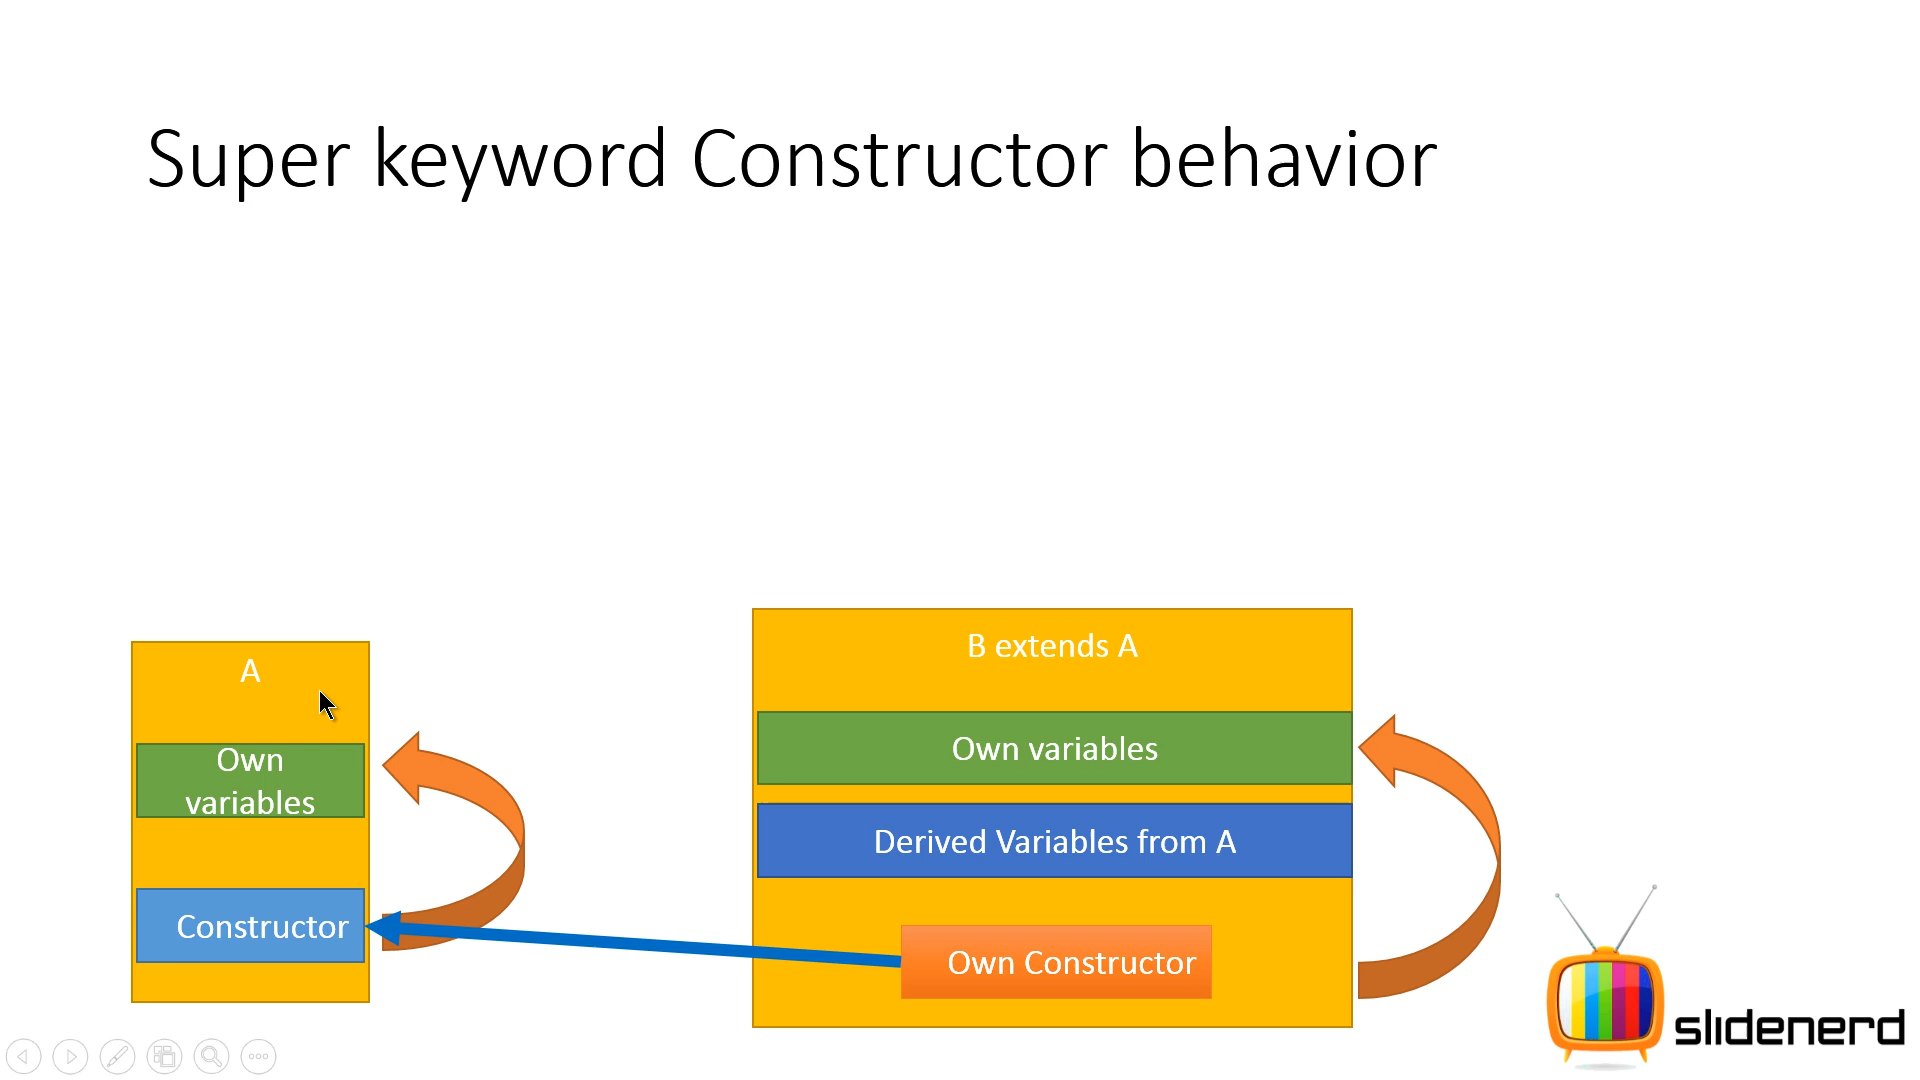 Super keyword Constructor behavior
A
Own
variables
Constructor
B extends A
Own variables
Derived Variables from A
Own Constructor
slidenerd